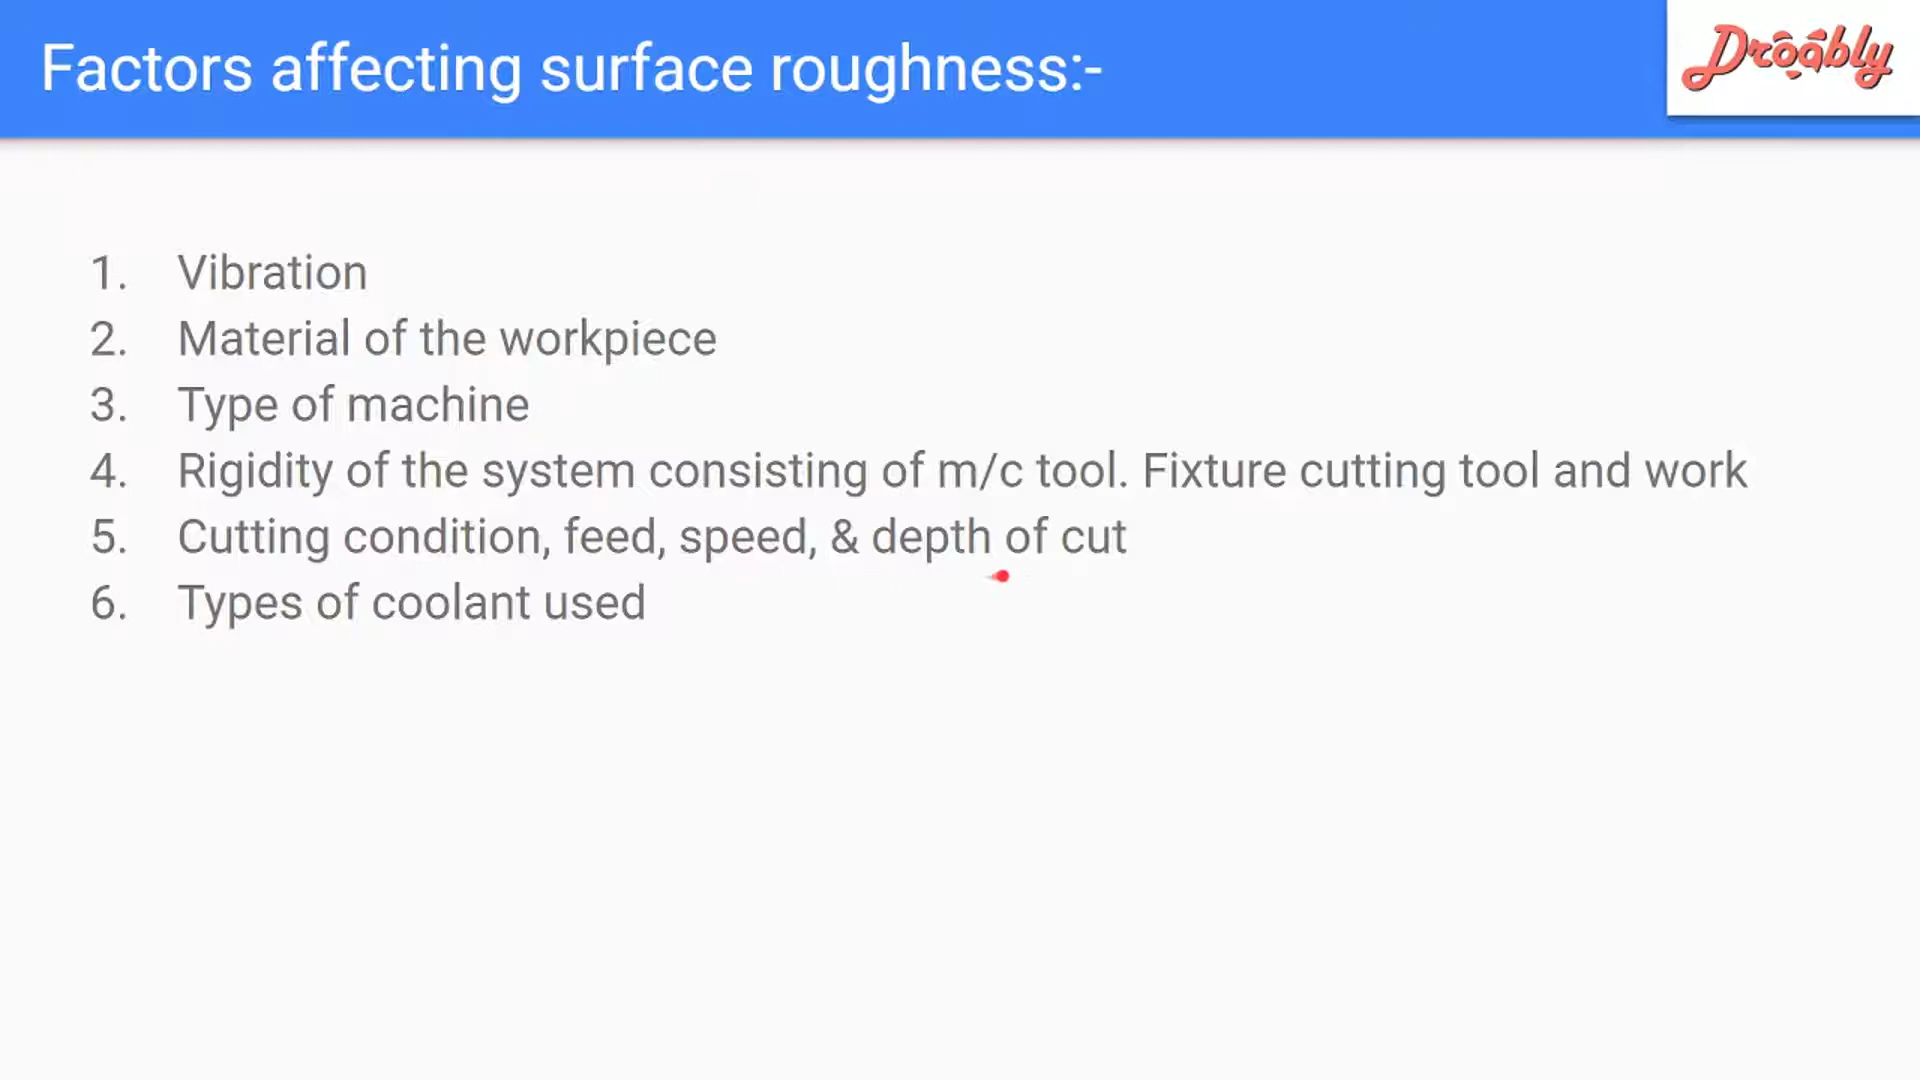 Factors affecting surface roughness:-
Drooably
1. Vibration
2. Material of the workpiece
3. Type of machine
4. Rigidity of the system consisting of m/c tool. Fixture cutting tool and work
5. Cutting condition, feed, speed, & depth of cut
6. Types of coolant used